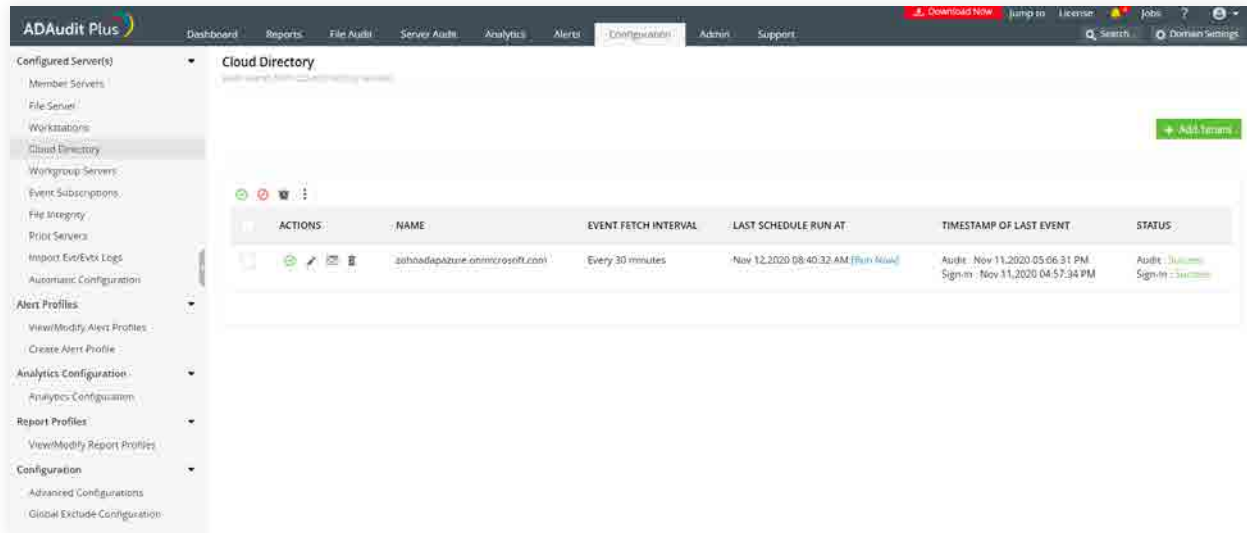 Download Now Jump to License Jobs ?
ADAudit Plus
Dashboard Reports File Audit Server Audit Analytics Alerts Configuration Admin Support
Search Domain Settings
Configured Server(s)
Member Servers
File Server
Workstations
Cloud Directory
Workgroup Servers
Event Subscriptions
File Integrity
Print Servers
Import Evt/Evtx Logs
Automatic Configuration
Alert Profiles
View/Modify Alert Profiles
Create Alert Profile
Analytics Configuration
Analytics Configuration
Report Profiles
View/Modify Report Profiles
Configuration
Advanced Configurations
Global Exclude Configuration
Cloud Directory
+ Add Tenant
ACTIONS NAME EVENT FETCH INTERVAL LAST SCHEDULE RUN AT TIMESTAMP OF LAST EVENT STATUS
zohoadapazure.onmicrosoft.com Every 30 minutes Nov 12,2020 08:40:32 AM [Run Now] Audit : Nov 11,2020 05:06:31 PM Audit : Success
Sign-in : Nov 11,2020 04:57:34 PM Sign-in : Success